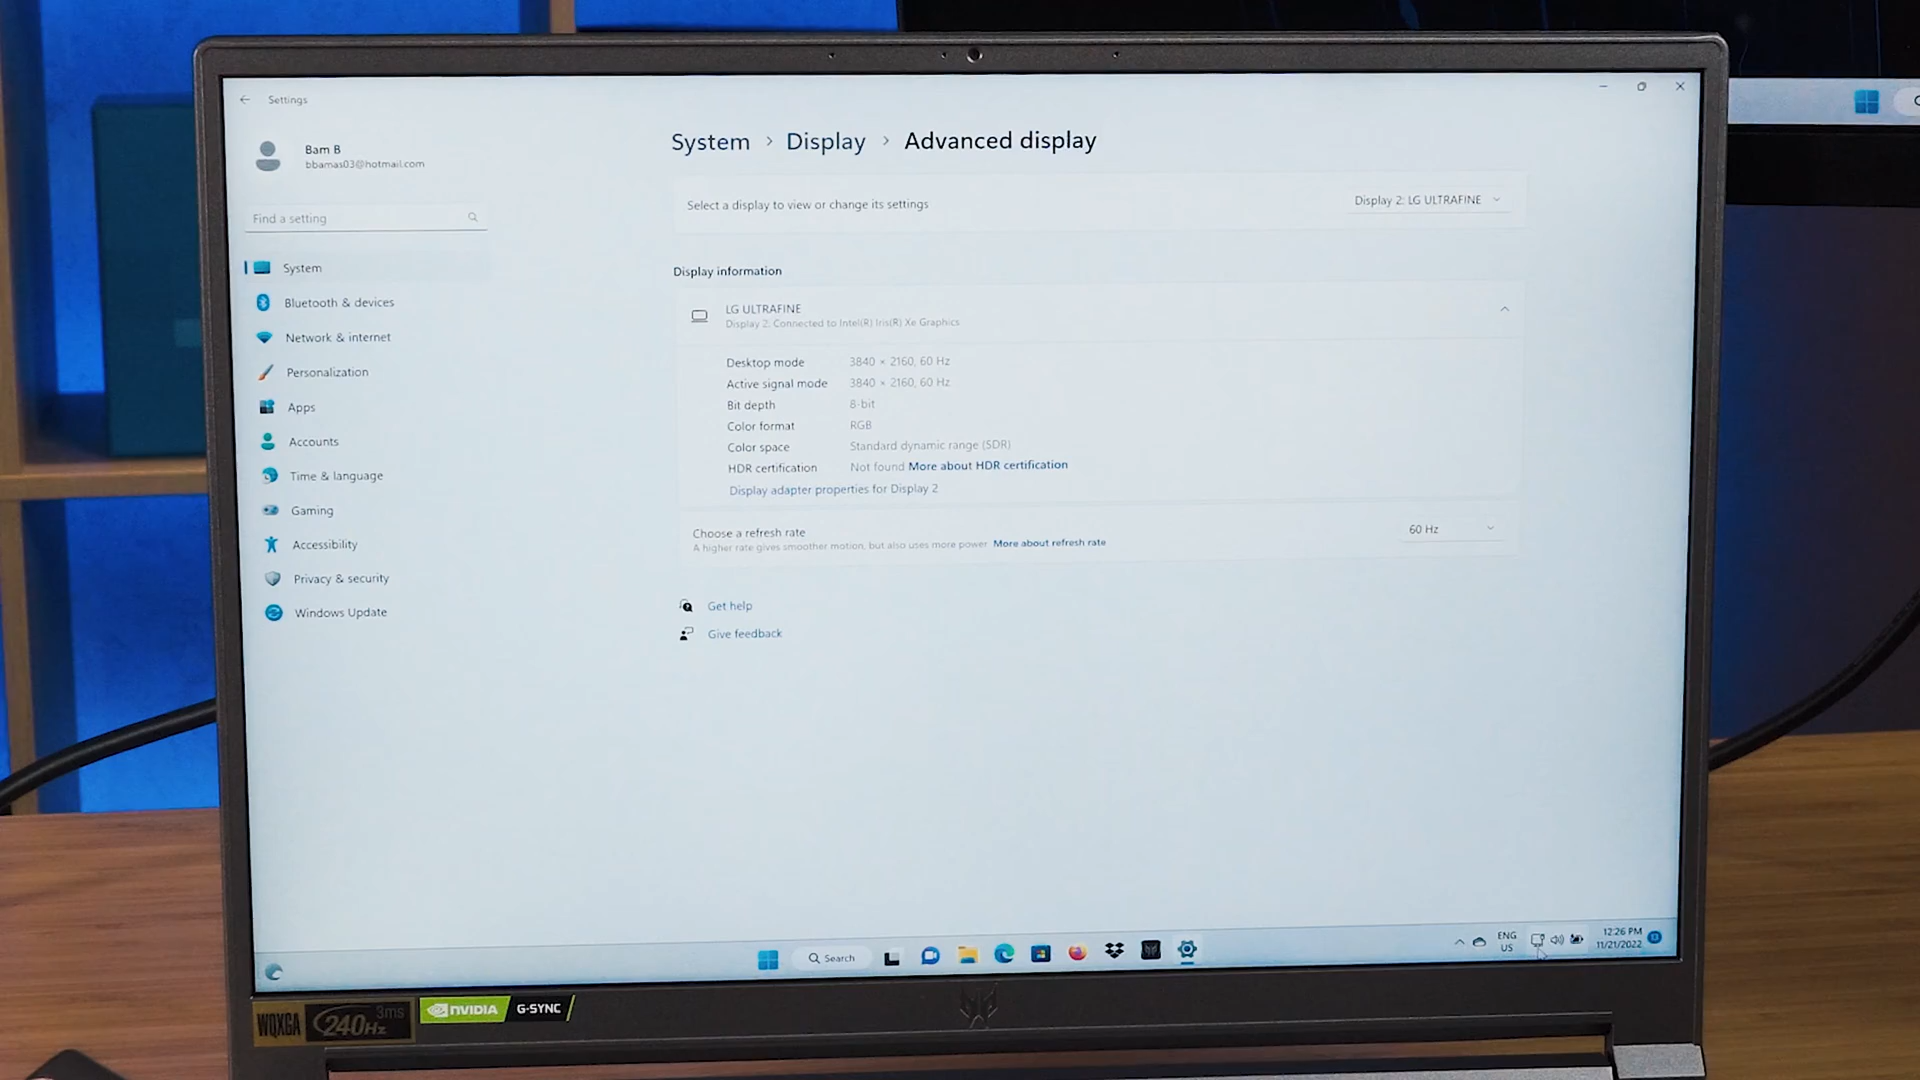 Settings
Bam B
bbamas03@hotmail.com
Find a setting
System
Bluetooth & devices
Network & internet
Personalization
Apps
Accounts
Time & language
Gaming
Accessibility
Privacy & security
Windows Update
System > Display > Advanced display
Select a display to view or change its settings
Display 2: LG ULTRAFINE
Display information
LG ULTRAFINE
Display 2: Connected to Intel(R) Iris(R) Xe Graphics
Desktop mode 3840 × 2160, 60 Hz
Active signal mode 3840 × 2160, 60 Hz
Bit depth 8-bit
Color format RGB
Color space Standard dynamic range (SDR)
HDR certification Not found More about HDR certification
Display adapter properties for Display 2
Choose a refresh rate
60 Hz
A higher rate gives smoother motion, but also uses more power More about refresh rate
Get help
Give feedback
Search
ENG
US
12:26 PM
11/21/2022
WQXGA
240Hz
3ms
NVIDIA
G-SYNC